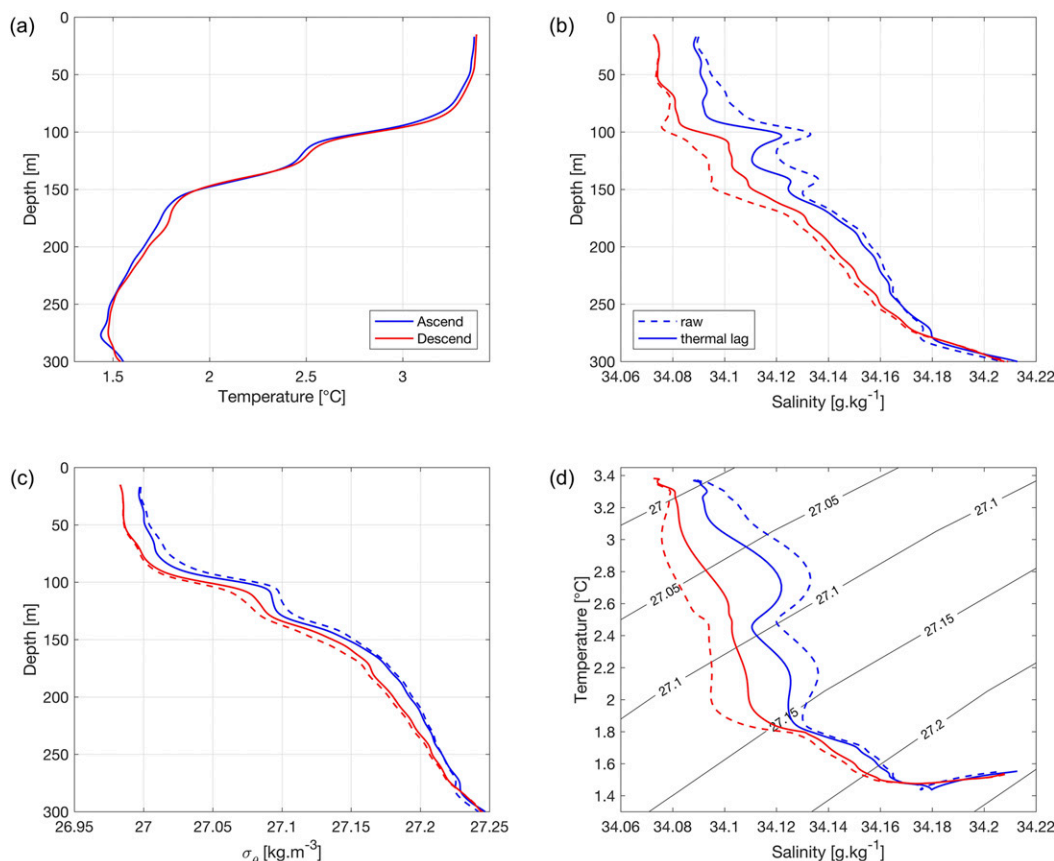 (a)
0
50
100
150
200
250
300
Depth [m]
1.5 2 2.5 3
Temperature [°C]
Ascend
Descend
(b)
0
50
100
150
200
250
300
Depth [m]
34.06 34.08 34.1 34.12 34.14 34.16 34.18 34.2 34.22
Salinity [g.kg-1]
raw
thermal lag
(c)
0
50
100
150
200
250
300
Depth [m]
26.95 27 27.05 27.1 27.15 27.2 27.25
σθ [kg.m-3]
(d)
3.4
3.2
3
2.8
2.6
2.4
2.2
2
1.8
1.6
1.4
Temperature [°C]
27
27.05
27.1
27.05
27.1
27.15
27.1
27.15
27.2
34.06 34.08 34.1 34.12 34.14 34.16 34.18 34.2 34.22
Salinity [g.kg-1]